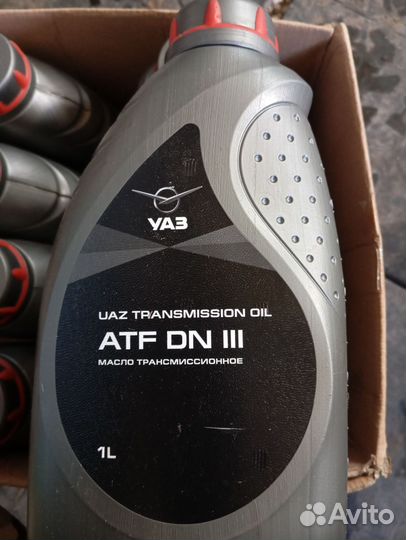 УАЗ
UAZ TRANSMISSION OIL
ATF DN III
МАСЛО ТРАНСМИССИОННОЕ
1L
Avito